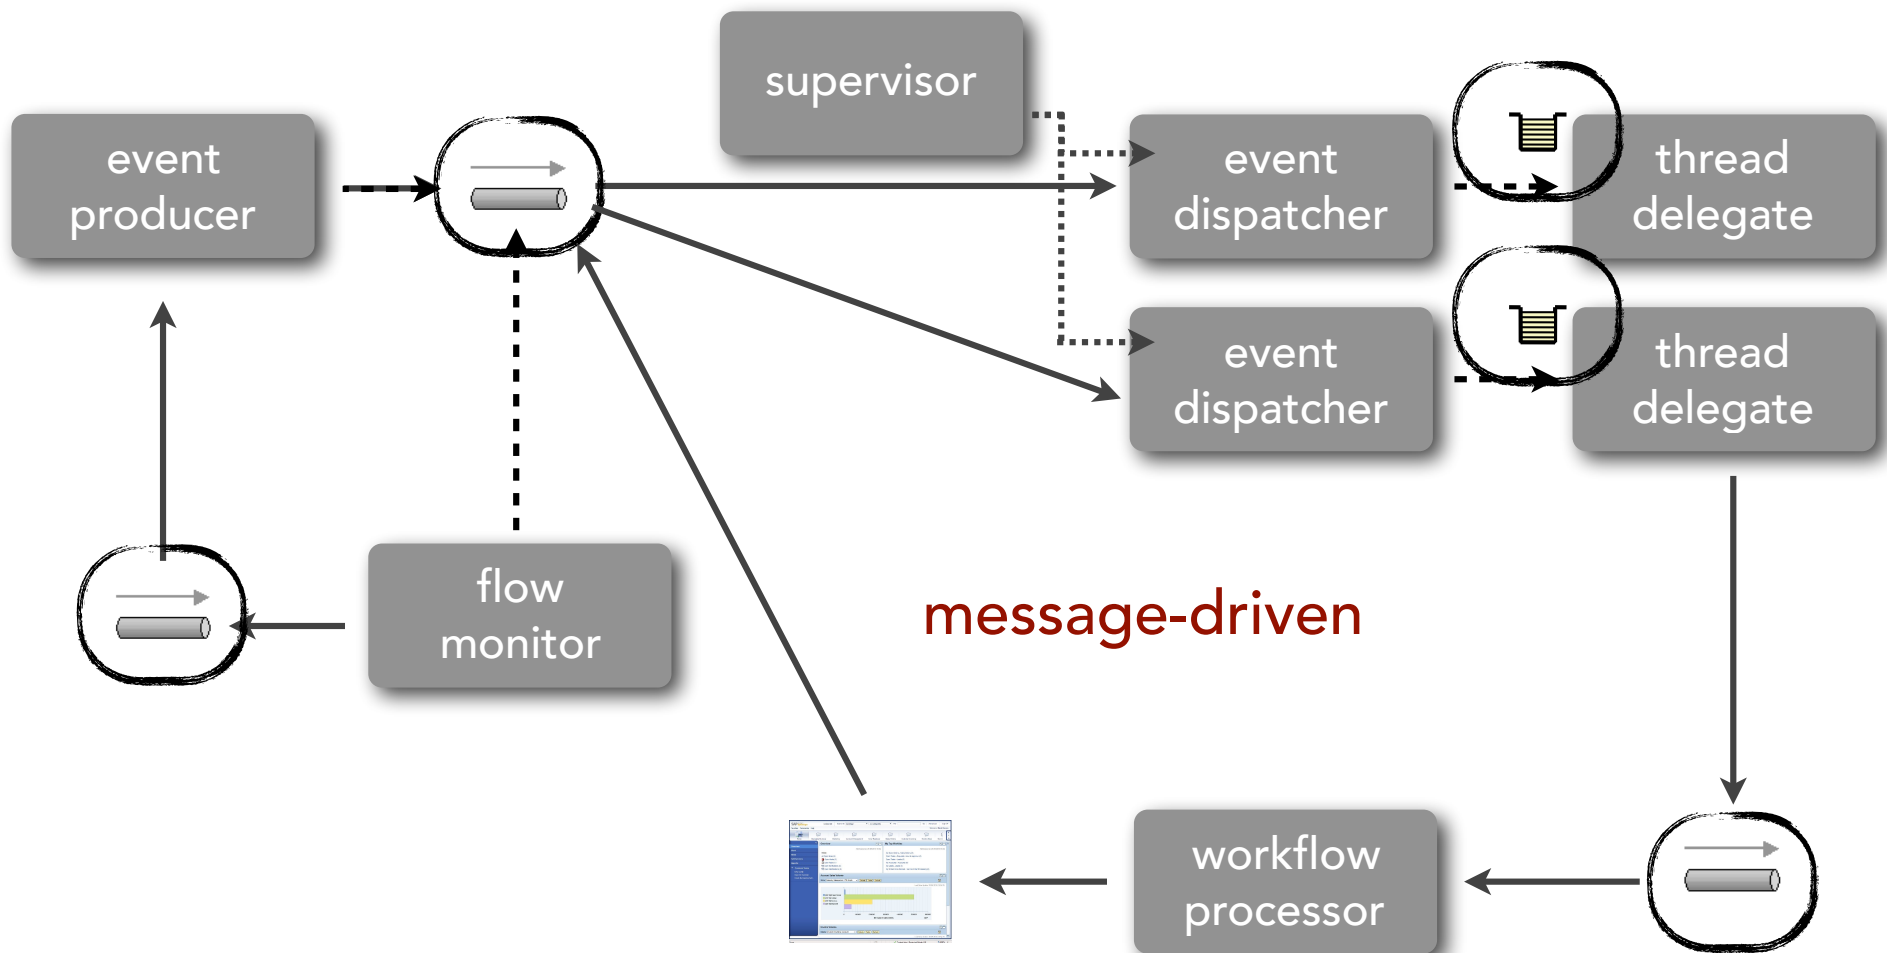 supervisor
event
producer
event
dispatcher
thread
delegate
event
dispatcher
thread
delegate
flow
monitor
message-driven
workflow
processor